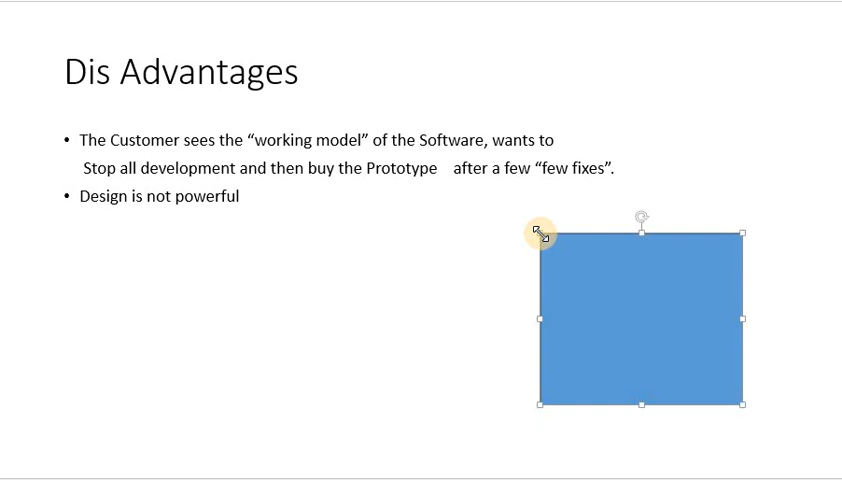 Dis Advantages
• The Customer sees the “working model” of the Software, wants to
Stop all development and then buy the Prototype after a few “few fixes”.
• Design is not powerful